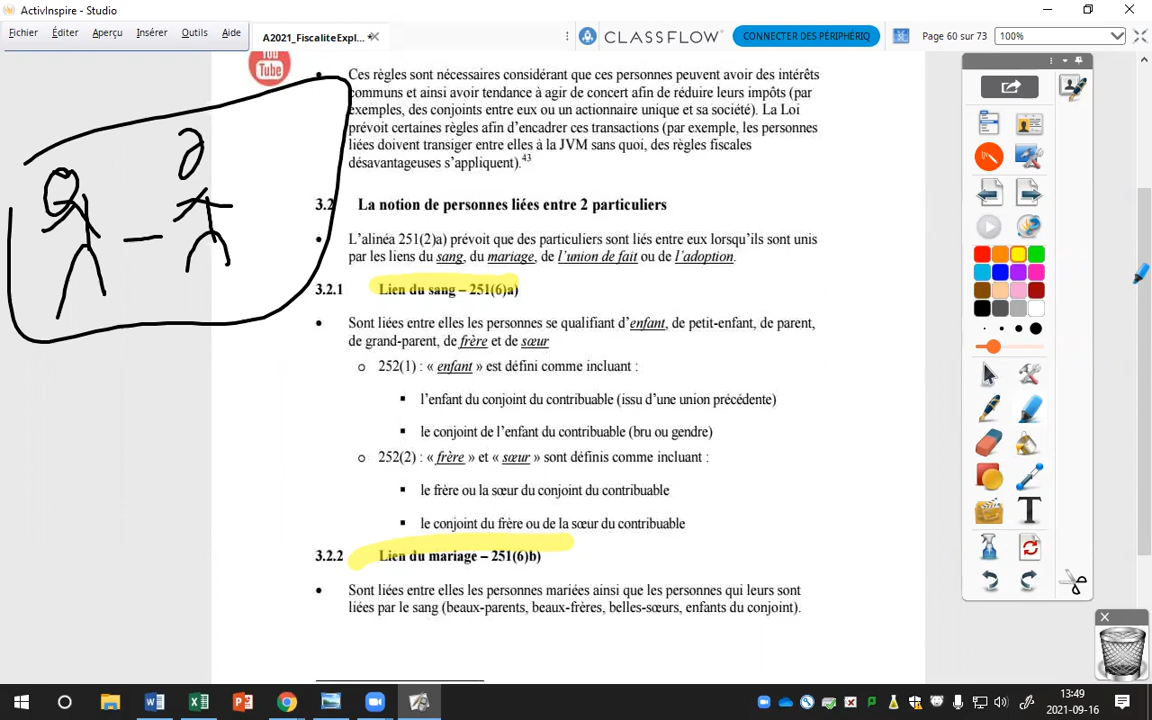 ActivInspire - Studio
Fichier Éditer Aperçu Insérer Outils Aide
A2021_FiscaliteExpl...
CLASSFLOW
CONNECTER DES PÉRIPHÉRIQ
Page 60 sur 73
100%
You
Tube
Ces règles sont nécessaires considérant que ces personnes peuvent avoir des intérêts
communs et ainsi avoir tendance à agir de concert afin de réduire leurs impôts (par
exemples, des conjoints entre eux ou un actionnaire unique et sa société). La Loi
prévoit certaines règles afin d'encadrer ces transactions (par exemple, les personnes
liées doivent transiger entre elles à la JVM sans quoi, des règles fiscales
désavantageuses s'appliquent).43
3.2 La notion de personnes liées entre 2 particuliers
• L'alinéa 251(2)a) prévoit que des particuliers sont liés entre eux lorsqu'ils sont unis
par les liens du sang, du mariage, de l'union de fait ou de l'adoption.
3.2.1 Lien du sang – 251(6)a)
• Sont liées entre elles les personnes se qualifiant d'enfant, de petit-enfant, de parent,
de grand-parent, de frère et de sœur
o 252(1) : « enfant » est défini comme incluant :
▪ l'enfant du conjoint du contribuable (issu d'une union précédente)
▪ le conjoint de l'enfant du contribuable (bru ou gendre)
o 252(2) : « frère » et « sœur » sont définis comme incluant :
▪ le frère ou la sœur du conjoint du contribuable
▪ le conjoint du frère ou de la sœur du contribuable
3.2.2 Lien du mariage – 251(6)b)
• Sont liées entre elles les personnes mariées ainsi que les personnes qui leurs sont
liées par le sang (beaux-parents, beaux-frères, belles-sœurs, enfants du conjoint).
13:49
2021-09-16